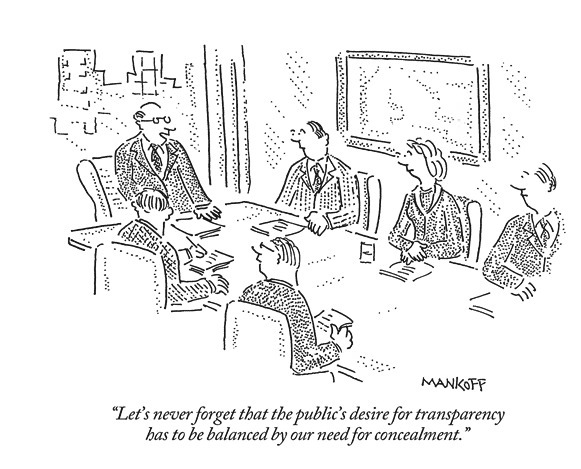 MANKOFF
“Let’s never forget that the public’s desire for transparency
has to be balanced by our need for concealment.”